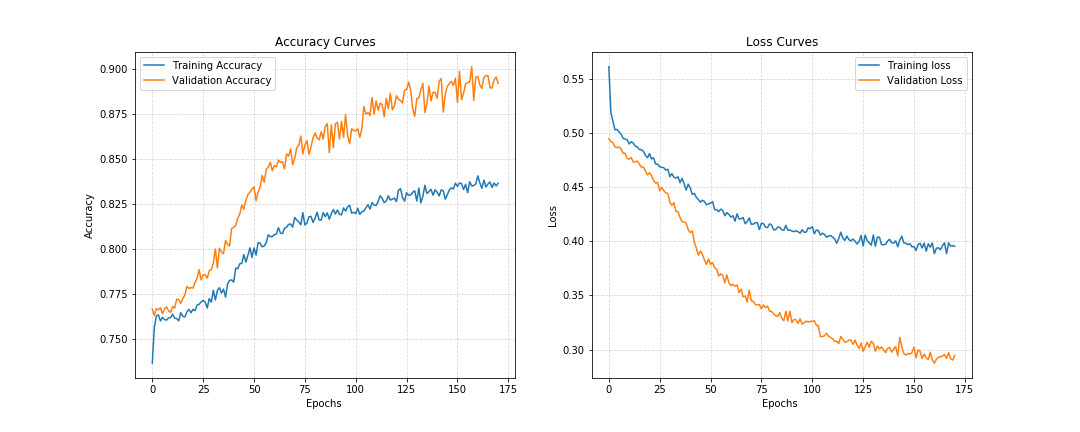 Accuracy Curves
Training Accuracy
Validation Accuracy
0.900
0.875
0.850
0.825
0.800
0.775
0.750
Accuracy
0 25 50 75 100 125 150 175
Epochs
Loss Curves
Training loss
Validation Loss
0.55
0.50
0.45
0.40
0.35
0.30
Loss
0 25 50 75 100 125 150 175
Epochs